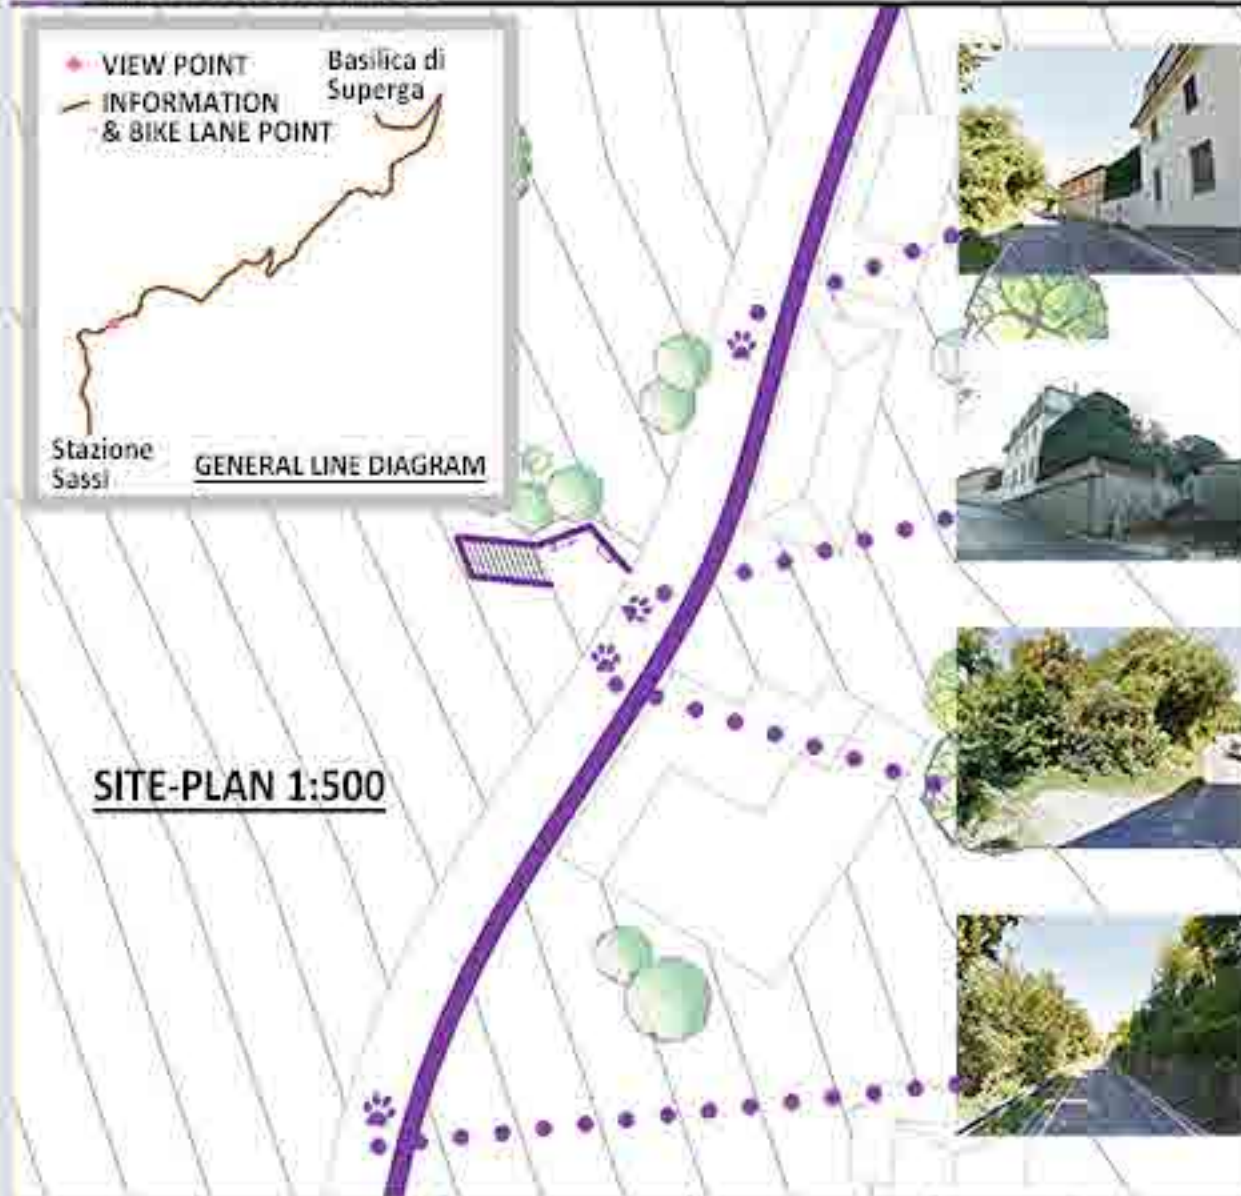 VIEW POINT
INFORMATION
& BIKE LANE POINT
Basilica di
Superga
Stazione
Sassi
GENERAL LINE DIAGRAM
SITE-PLAN 1:500